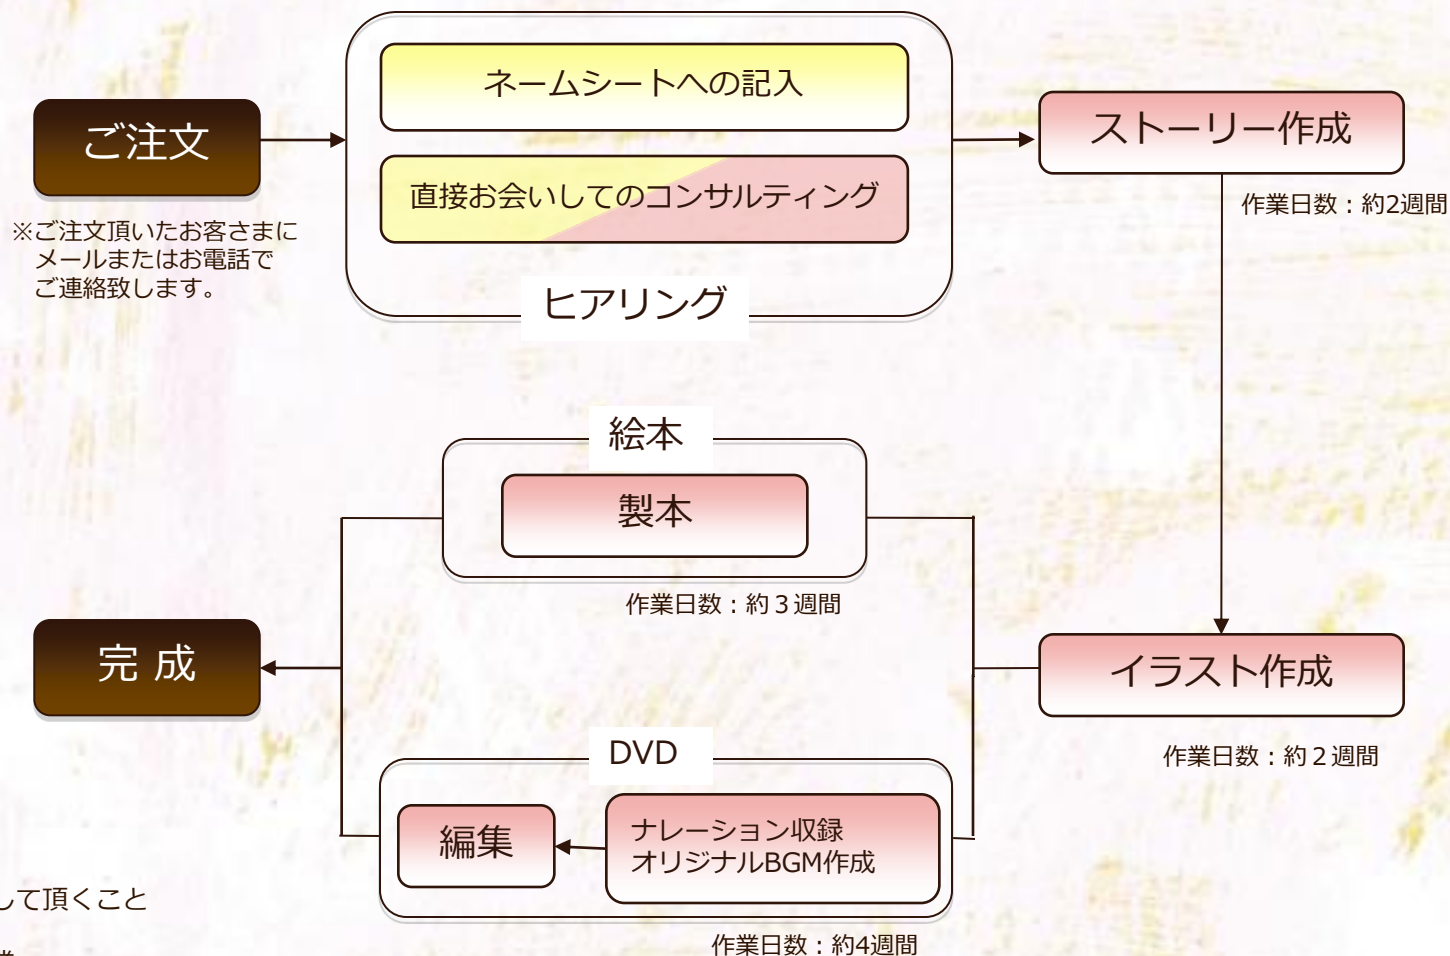 ご注文
※ご注文頂いたお客さまに
メールまたはお電話で
ご連絡致します。
ネームシートへの記入
直接お会いしてのコンサルティング
ヒアリング
ストーリー作成
作業日数：約2週間
イラスト作成
作業日数：約２週間
絵本
製本
作業日数：約３週間
DVD
ナレーション収録
オリジナルBGM作成
編集
作業日数：約4週間
完 成
して頂くこと